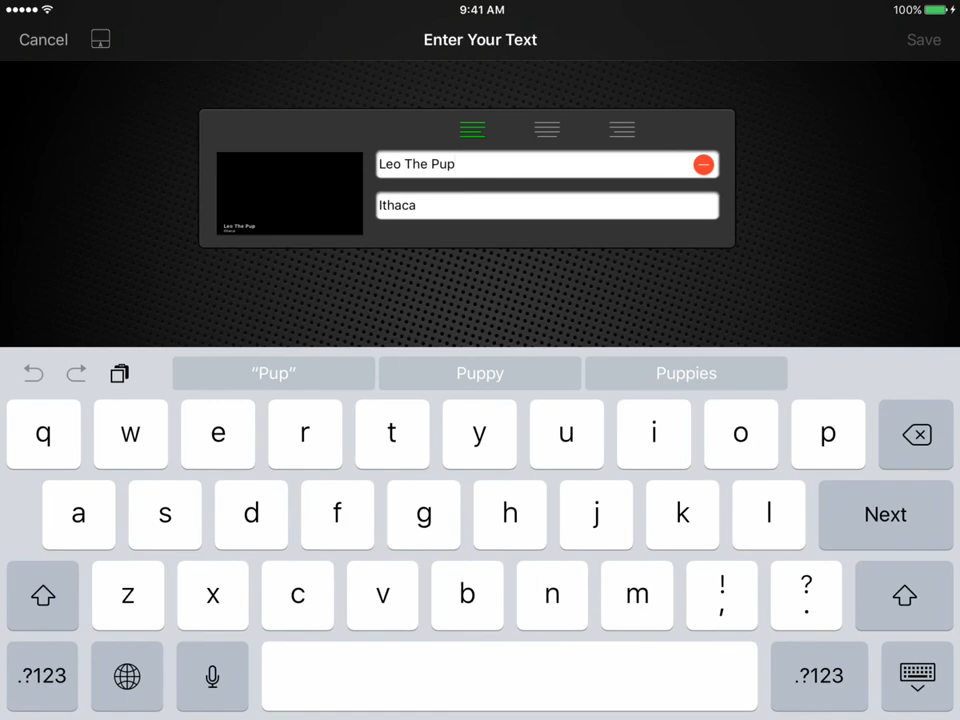 9:41 AM
100%
Cancel
Enter Your Text
Save
Leo The Pup
Ithaca
Leo The Pup
Ithaca
“Pup”
Puppy
Puppies
q w e r t y u i o p
a s d f g h j k l Next
z x c v b n m ! , ? .
.?123 .?123